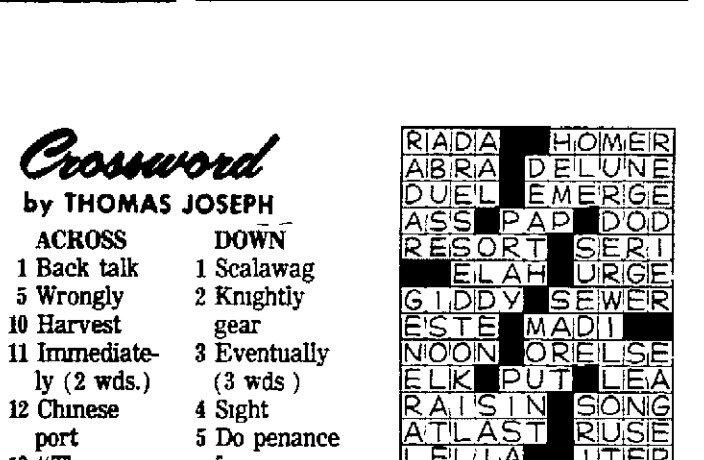 Crossword
by THOMAS JOSEPH
ACROSS
1 Back talk
5 Wrongly
10 Harvest
11 Immediate-
ly (2 wds.)
12 Chinese
port
DOWN
1 Scalawag
2 Knightly
gear
3 Eventually
(3 wds )
4 Sight
5 Do penance
RADA HOMER
ABRA DELUNE
DUEL EMERGE
ASS PAP DOD
RESORT SERI
ELAH URGE
GIDDY SEWER
ESTE MADI
NOON ORELSE
ELK PUT LEA
RAISIN SONG
ATLAST RUSE
LEULA UTER